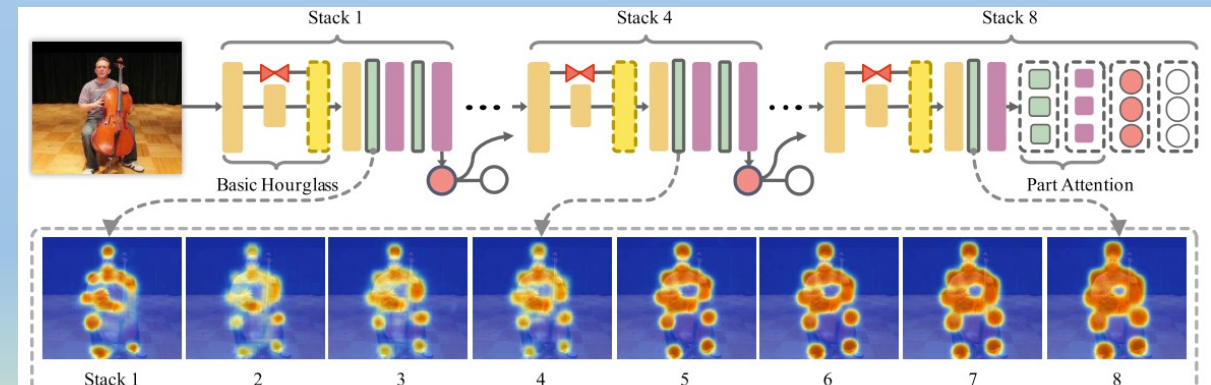 Stack 1 Stack 4 Stack 8
Basic Hourglass Part Attention
Stack 1 2 3 4 5 6 7 8